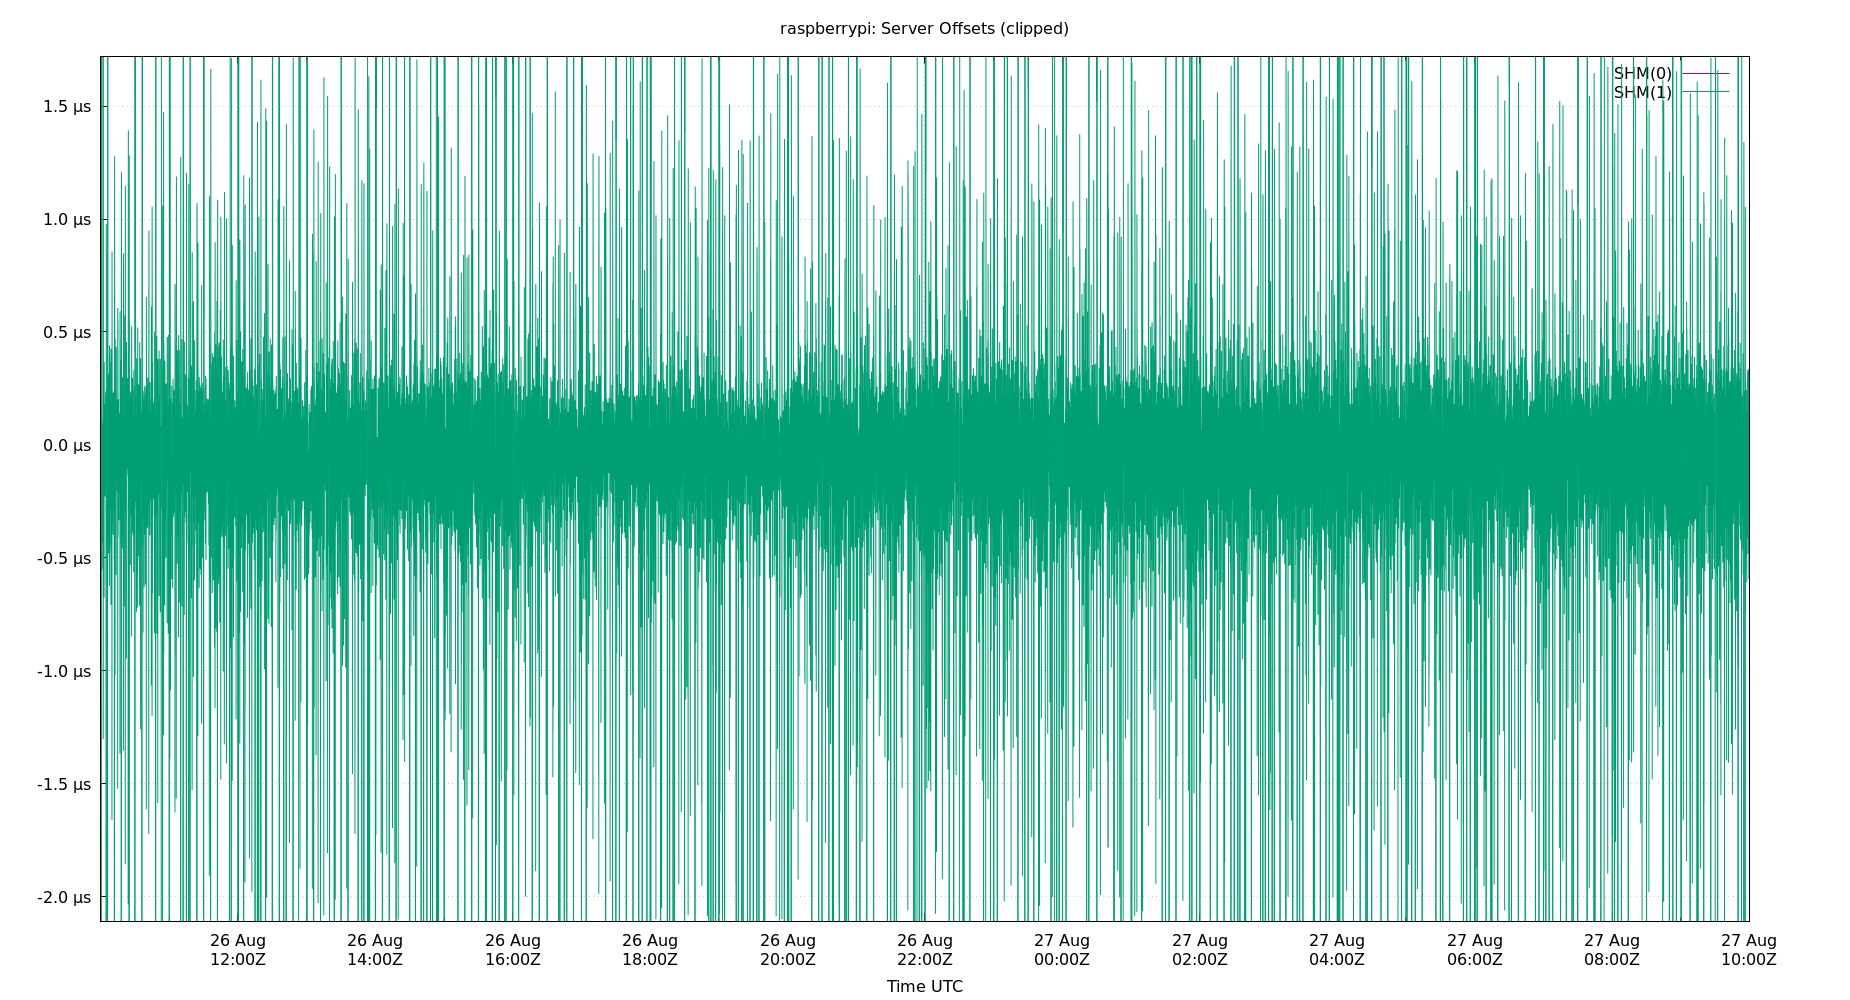 raspberrypi: Server Offsets (clipped)
SHM(0)
SHM(1)
1.5 µs
1.0 µs
0.5 µs
0.0 µs
-0.5 µs
-1.0 µs
-1.5 µs
-2.0 µs
26 Aug 26 Aug 26 Aug 26 Aug 26 Aug 26 Aug 27 Aug 27 Aug 27 Aug 27 Aug 27 Aug 27 Aug
12:00Z 14:00Z 16:00Z 18:00Z 20:00Z 22:00Z 00:00Z 02:00Z 04:00Z 06:00Z 08:00Z 10:00Z
Time UTC